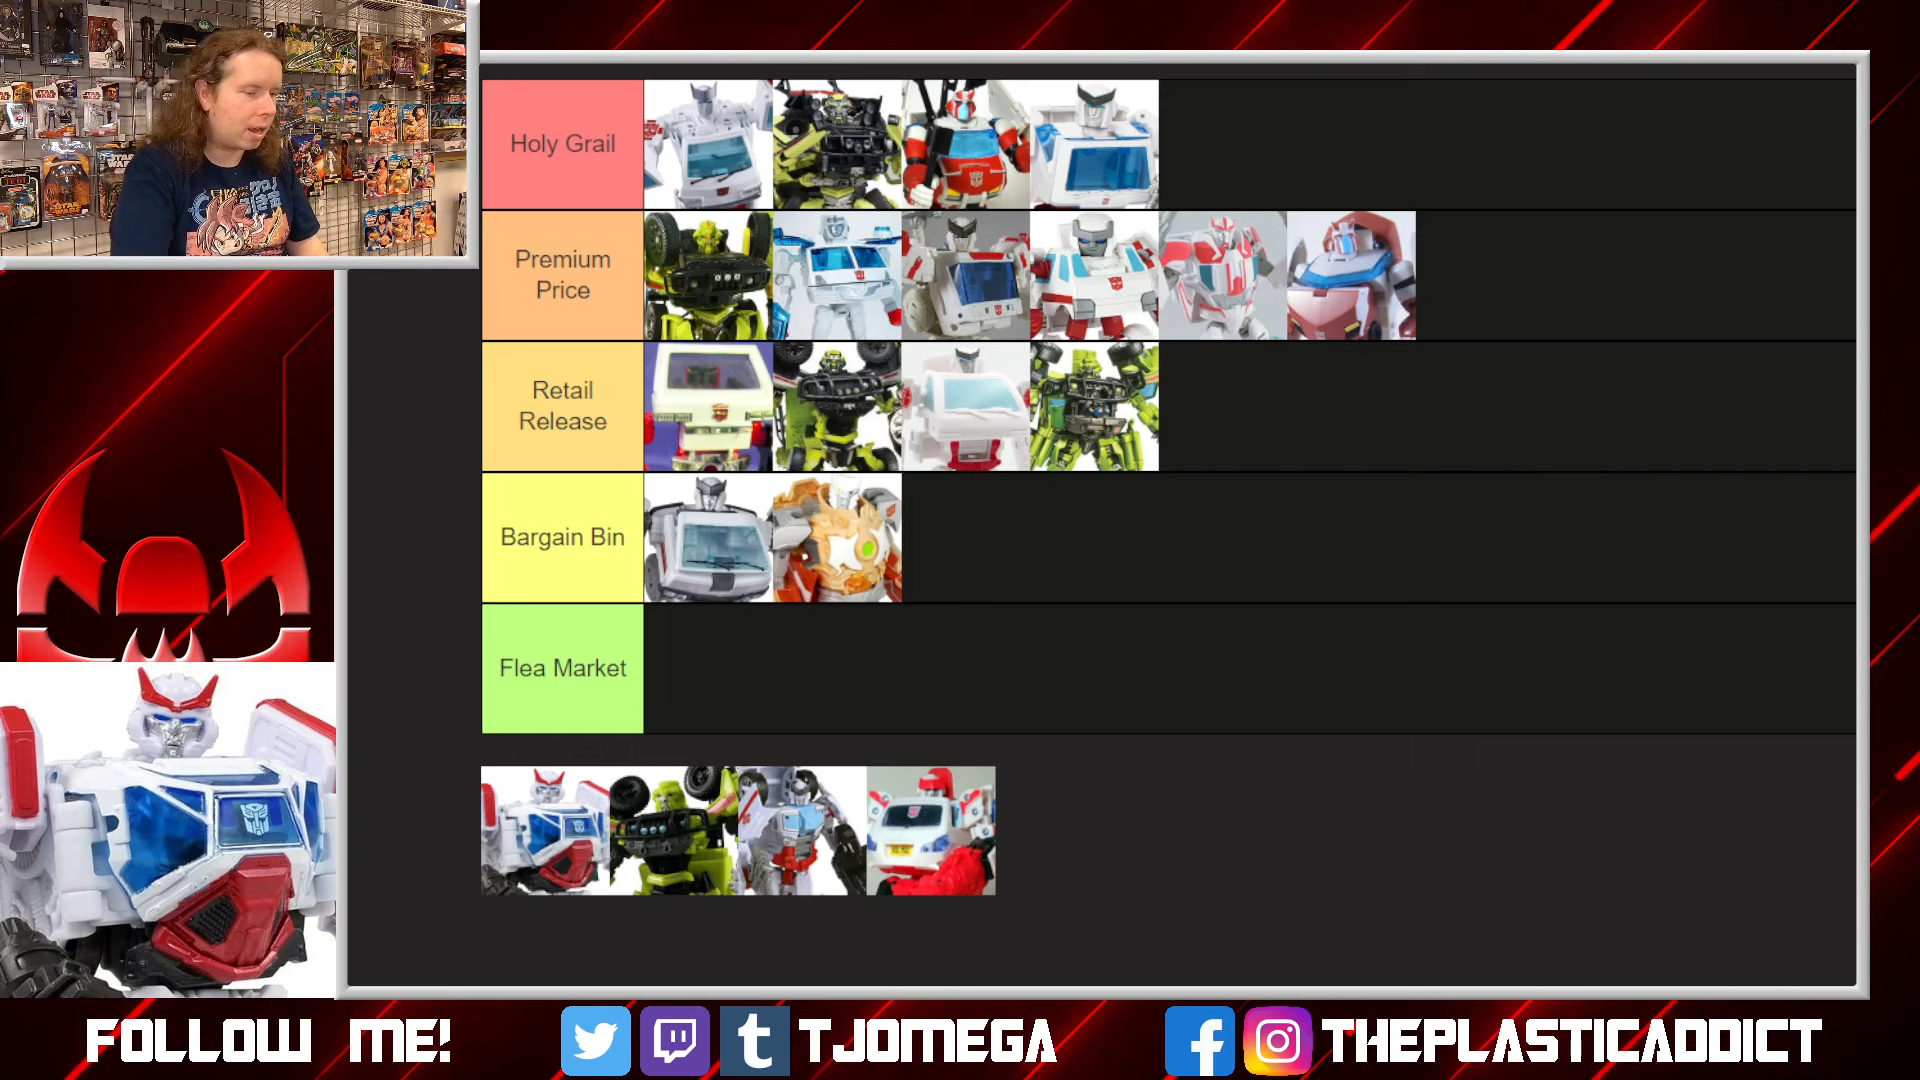 Holy Grail
Premium
Price
Retail
Release
Bargain Bin
Flea Market
FOLLOW ME!
TJOMEGA
THEPLASTICADDICT